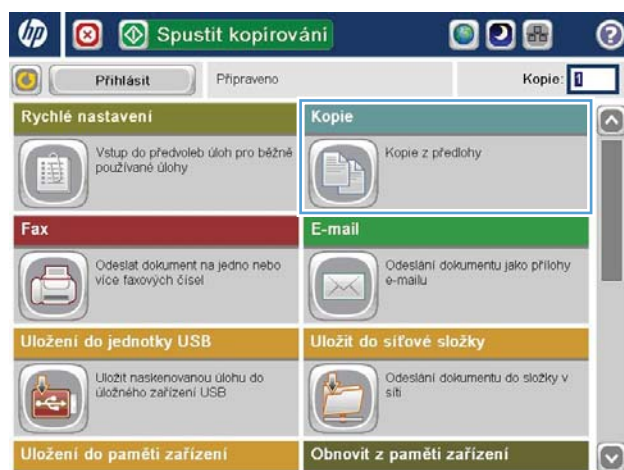 hp
Spustit kopírování
?
Přihlásit
Připraveno
Kopie: 1
Rychlé nastavení
Vstup do předvoleb úloh pro běžně
používané úlohy
Kopie
Kopie z předlohy
Fax
Odeslat dokument na jedno nebo
více faxových čísel
E-mail
Odeslání dokumentu jako přílohy
e-mailu
Uložení do jednotky USB
Uložit naskenovanou úlohu do
úložného zařízení USB
Uložit do síťové složky
Odeslání dokumentu do složky v
síti
Uložení do paměti zařízení
Obnovit z paměti zařízení